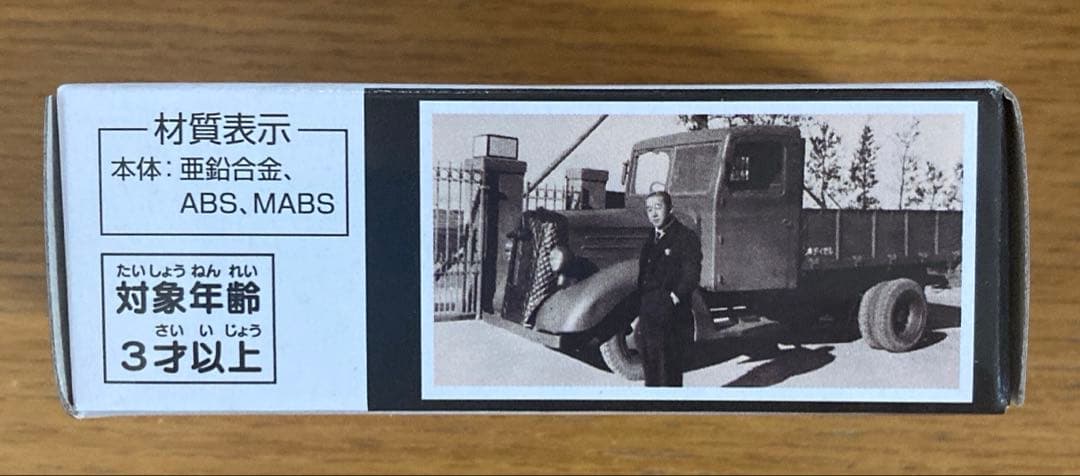 材質表示
本体：亜鉛合金、
ABS、MABS
たいしょう ねん れい
対象年齢
さい い じょう
3才以上